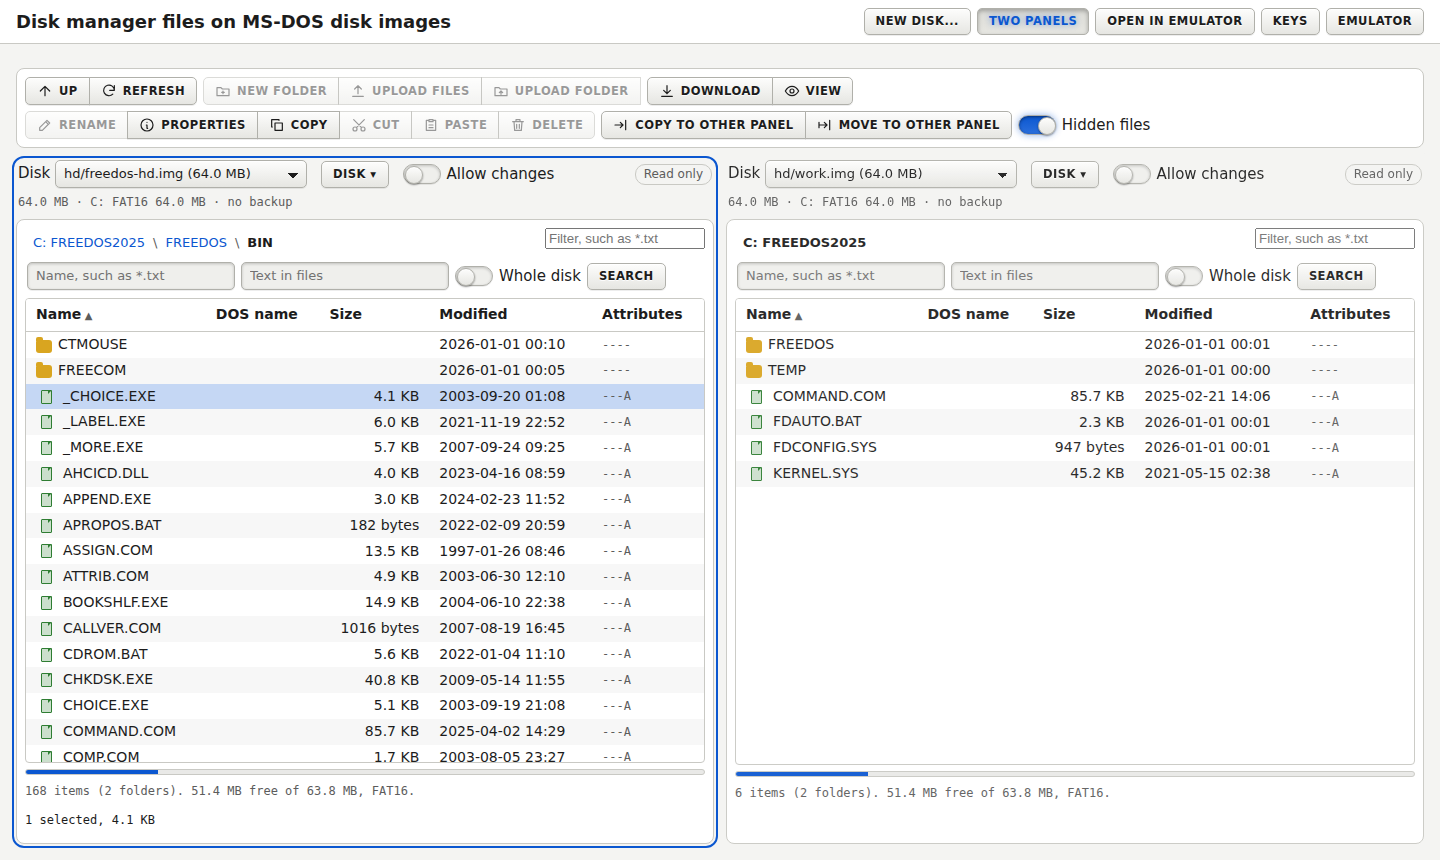 Disk manager files on MS-DOS disk images
NEW DISK... TWO PANELS OPEN IN EMULATOR KEYS EMULATOR
UP REFRESH NEW FOLDER UPLOAD FILES UPLOAD FOLDER DOWNLOAD VIEW
RENAME PROPERTIES COPY CUT PASTE DELETE COPY TO OTHER PANEL MOVE TO OTHER PANEL Hidden files
Disk hd/freedos-hd.img (64.0 MB) DISK ▾ Allow changes Read only
64.0 MB · C: FAT16 64.0 MB · no backup
C: FREEDOS2025 \ FREEDOS \ BIN Filter, such as *.txt
Name, such as *.txt Text in files Whole disk SEARCH
Name ▲ DOS name Size Modified Attributes
CTMOUSE 2026-01-01 00:10 ----
FREECOM 2026-01-01 00:05 ----
_CHOICE.EXE 4.1 KB 2003-09-20 01:08 ---A
_LABEL.EXE 6.0 KB 2021-11-19 22:52 ---A
_MORE.EXE 5.7 KB 2007-09-24 09:25 ---A
AHCICD.DLL 4.0 KB 2023-04-16 08:59 ---A
APPEND.EXE 3.0 KB 2024-02-23 11:52 ---A
APROPOS.BAT 182 bytes 2022-02-09 20:59 ---A
ASSIGN.COM 13.5 KB 1997-01-26 08:46 ---A
ATTRIB.COM 4.9 KB 2003-06-30 12:10 ---A
BOOKSHLF.EXE 14.9 KB 2004-06-10 22:38 ---A
CALLVER.COM 1016 bytes 2007-08-19 16:45 ---A
CDROM.BAT 5.6 KB 2022-01-04 11:10 ---A
CHKDSK.EXE 40.8 KB 2009-05-14 11:55 ---A
CHOICE.EXE 5.1 KB 2003-09-19 21:08 ---A
COMMAND.COM 85.7 KB 2025-04-02 14:29 ---A
COMP.COM 1.7 KB 2003-08-05 23:27 ---A
168 items (2 folders). 51.4 MB free of 63.8 MB, FAT16.
1 selected, 4.1 KB
Disk hd/work.img (64.0 MB) DISK ▾ Allow changes Read only
64.0 MB · C: FAT16 64.0 MB · no backup
C: FREEDOS2025 Filter, such as *.txt
Name, such as *.txt Text in files Whole disk SEARCH
Name ▲ DOS name Size Modified Attributes
FREEDOS 2026-01-01 00:01 ----
TEMP 2026-01-01 00:00 ----
COMMAND.COM 85.7 KB 2025-02-21 14:06 ---A
FDAUTO.BAT 2.3 KB 2026-01-01 00:01 ---A
FDCONFIG.SYS 947 bytes 2026-01-01 00:01 ---A
KERNEL.SYS 45.2 KB 2021-05-15 02:38 ---A
6 items (2 folders). 51.4 MB free of 63.8 MB, FAT16.